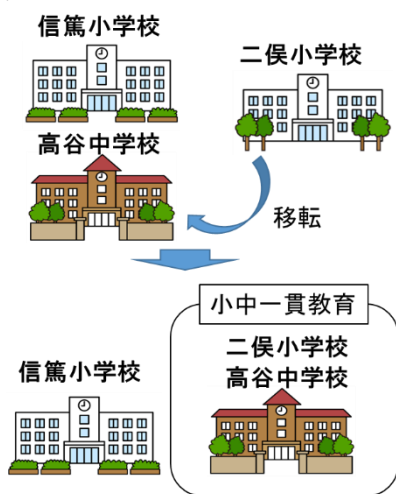 信篤小学校
二俣小学校
高谷中学校
移転
小中一貫教育
二俣小学校
高谷中学校
信篤小学校